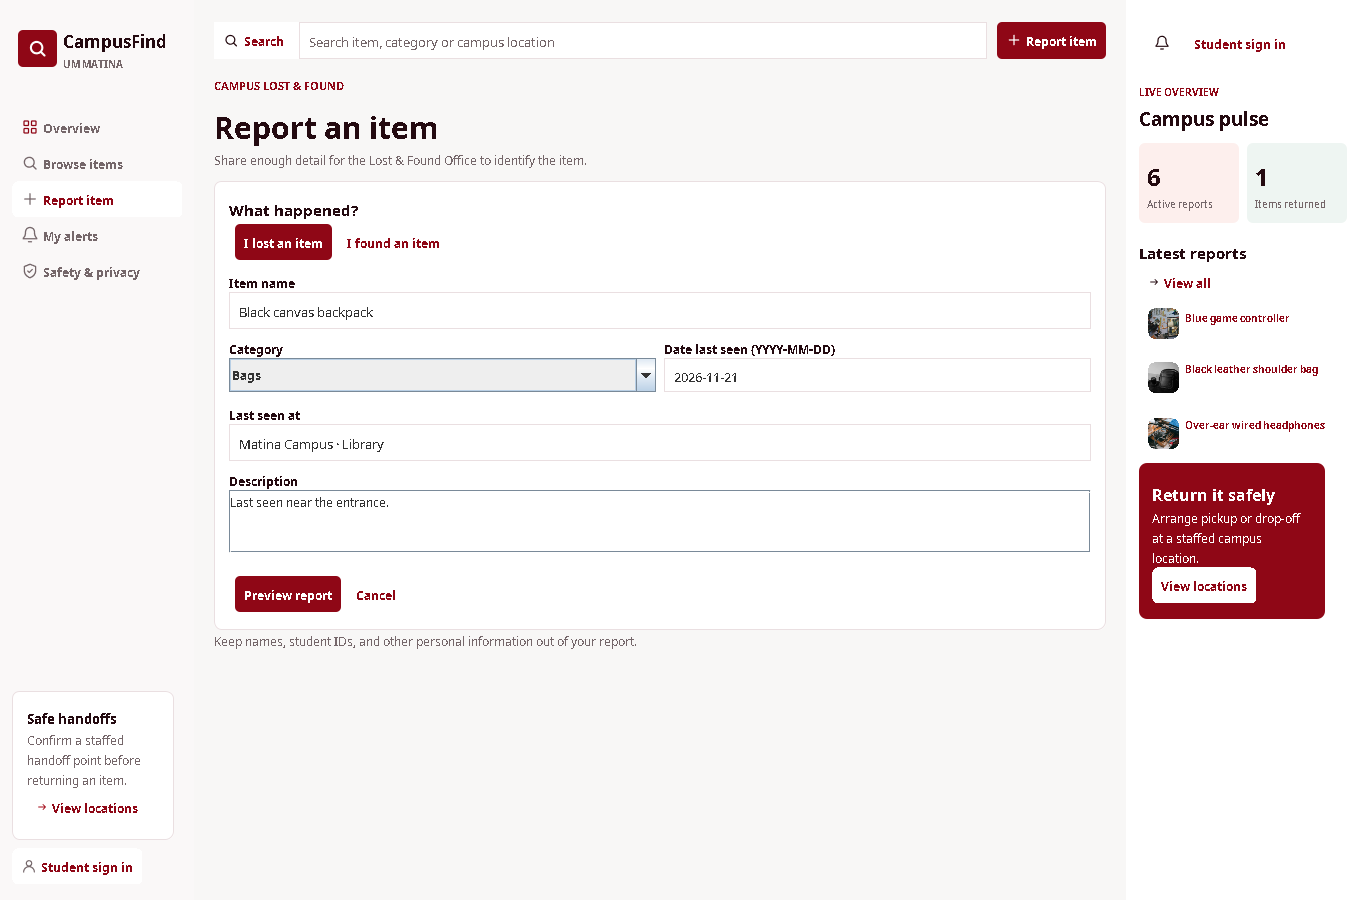 CampusFind
UM MATINA
Overview
Browse items
Report item
My alerts
Safety & privacy
Safe handoffs
Confirm a staffed
handoff point before
returning an item.
View locations
Student sign in
Search
Search item, category or campus location
Report item
CAMPUS LOST & FOUND
Report an item
Share enough detail for the Lost & Found Office to identify the item.
What happened?
I lost an item
I found an item
Item name
Black canvas backpack
Category
Date last seen (YYYY-MM-DD)
Bags
2026-11-21
Last seen at
Matina Campus · Library
Description
Last seen near the entrance.
Preview report
Cancel
Keep names, student IDs, and other personal information out of your report.
Student sign in
LIVE OVERVIEW
Campus pulse
6
Active reports
1
Items returned
Latest reports
View all
Blue game controller
Black leather shoulder bag
Over-ear wired headphones
Return it safely
Arrange pickup or drop-off
at a staffed campus
location.
View locations